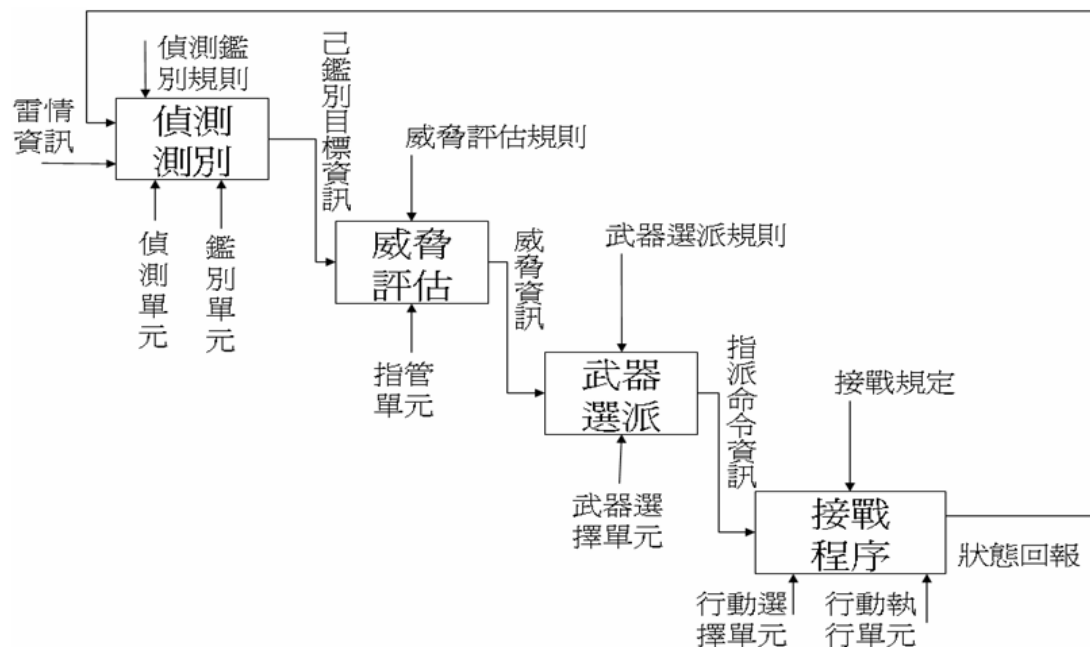 偵測鑑
別規則
己鑑別目標資訊
雷情
資訊
偵測
測別
偵測單元
鑑別單元
威脅評估規則
威脅
評估
威脅資訊
指管
單元
武器選派規則
武器
選派
指派命令資訊
武器選
擇單元
接戰規定
接戰
程序
狀態回報
行動選
擇單元
行動執
行單元